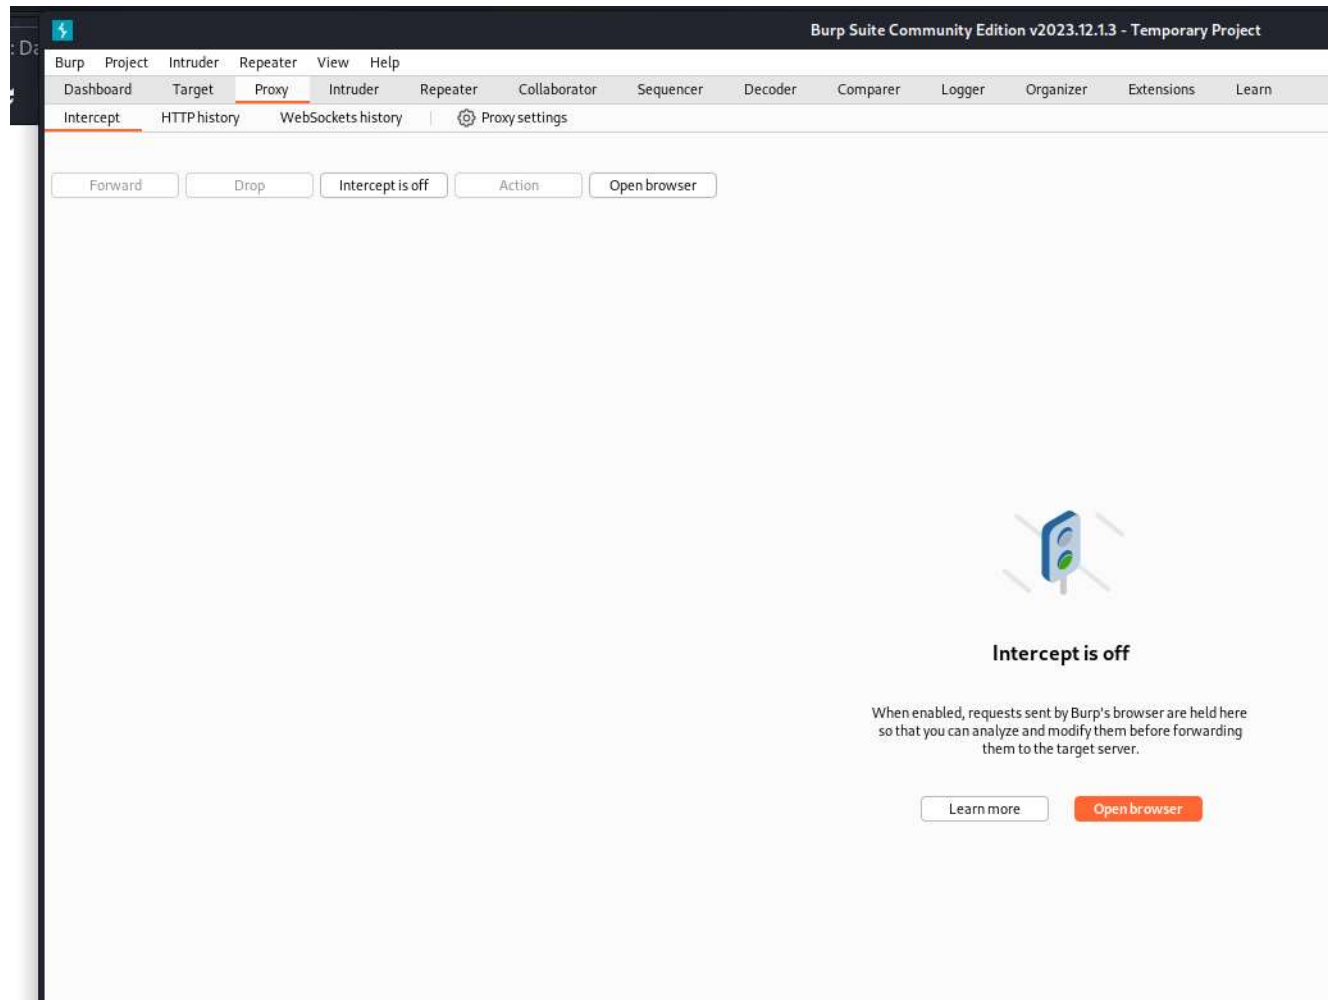 Burp Suite Community Edition v2023.12.1.3 - Temporary Project
: Da
Burp Project Intruder Repeater View Help
Dashboard Target Proxy Intruder Repeater Collaborator Sequencer Decoder Comparer Logger Organizer Extensions Learn
Intercept HTTP history WebSockets history Proxy settings
Forward Drop Intercept is off Action Open browser
Intercept is off
When enabled, requests sent by Burp's browser are held here
so that you can analyze and modify them before forwarding
them to the target server.
Learn more Open browser